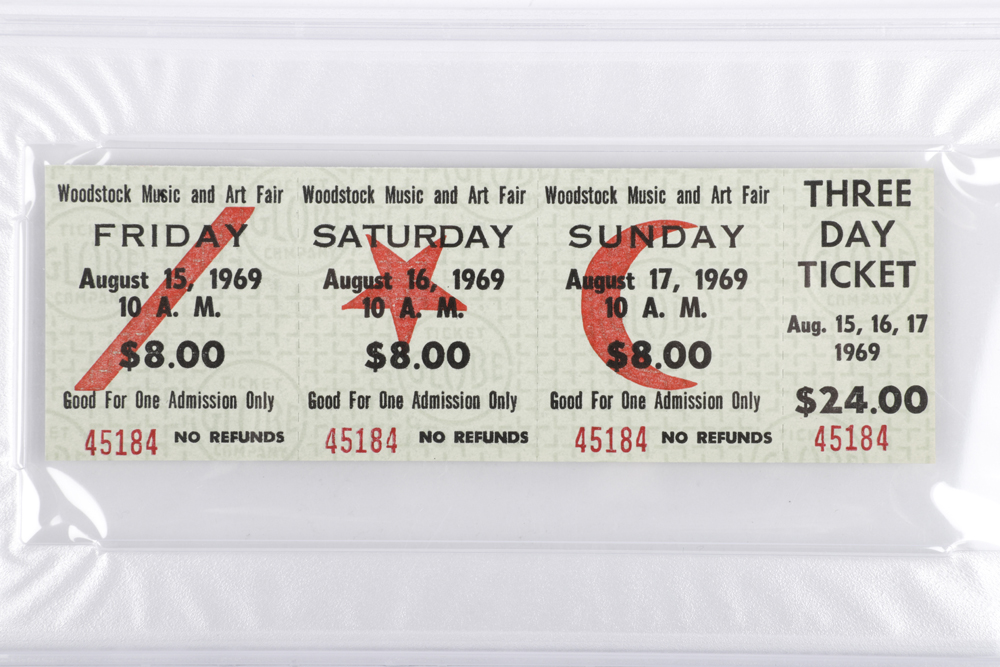 Woodstock Music and Art Fair
FRIDAY
August 15, 1969
10 A. M.
$8.00
Good For One Admission Only
45184 NO REFUNDS
Woodstock Music and Art Fair
SATURDAY
August 16, 1969
10 A. M.
$8.00
Good For One Admission Only
45184 NO REFUNDS
Woodstock Music and Art Fair
SUNDAY
August 17, 1969
10 A. M.
$8.00
Good For One Admission Only
45184 NO REFUNDS
THREE
DAY
TICKET
Aug. 15, 16, 17
1969
$24.00
45184